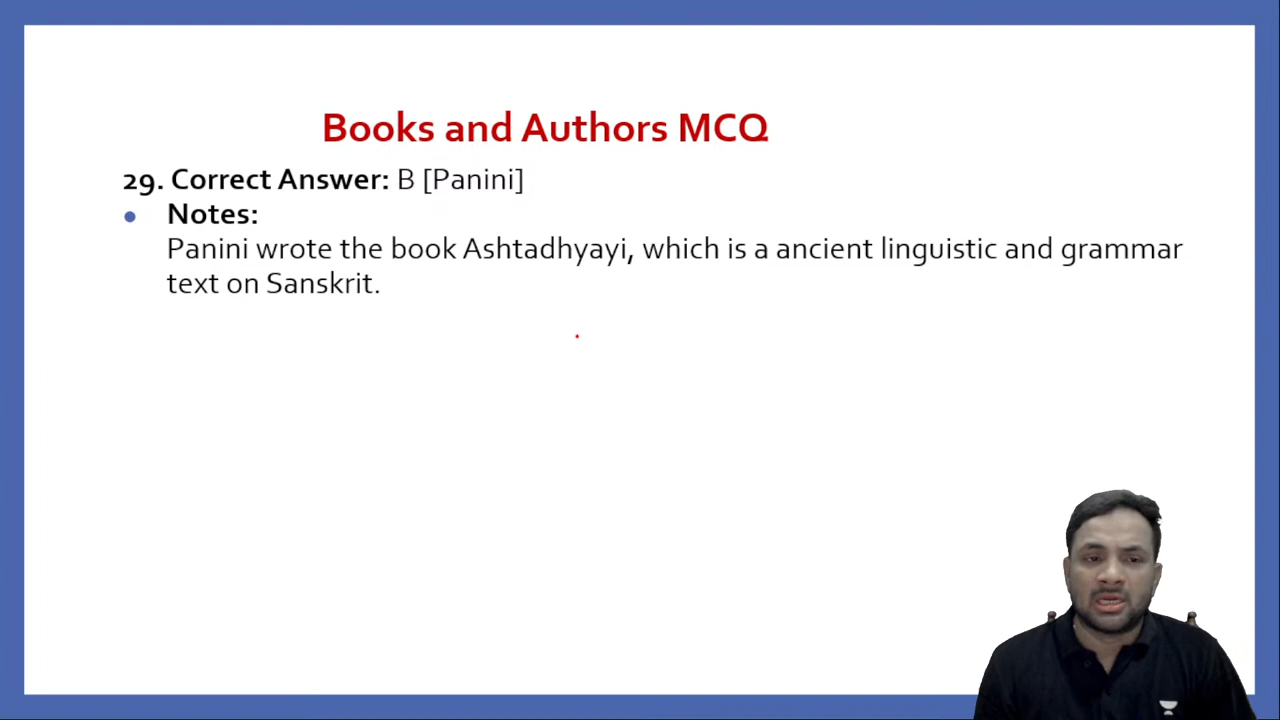 Books and Authors MCQ
29. Correct Answer: B [Panini]
• Notes:
Panini wrote the book Ashtadhyayi, which is a ancient linguistic and grammar
text on Sanskrit.